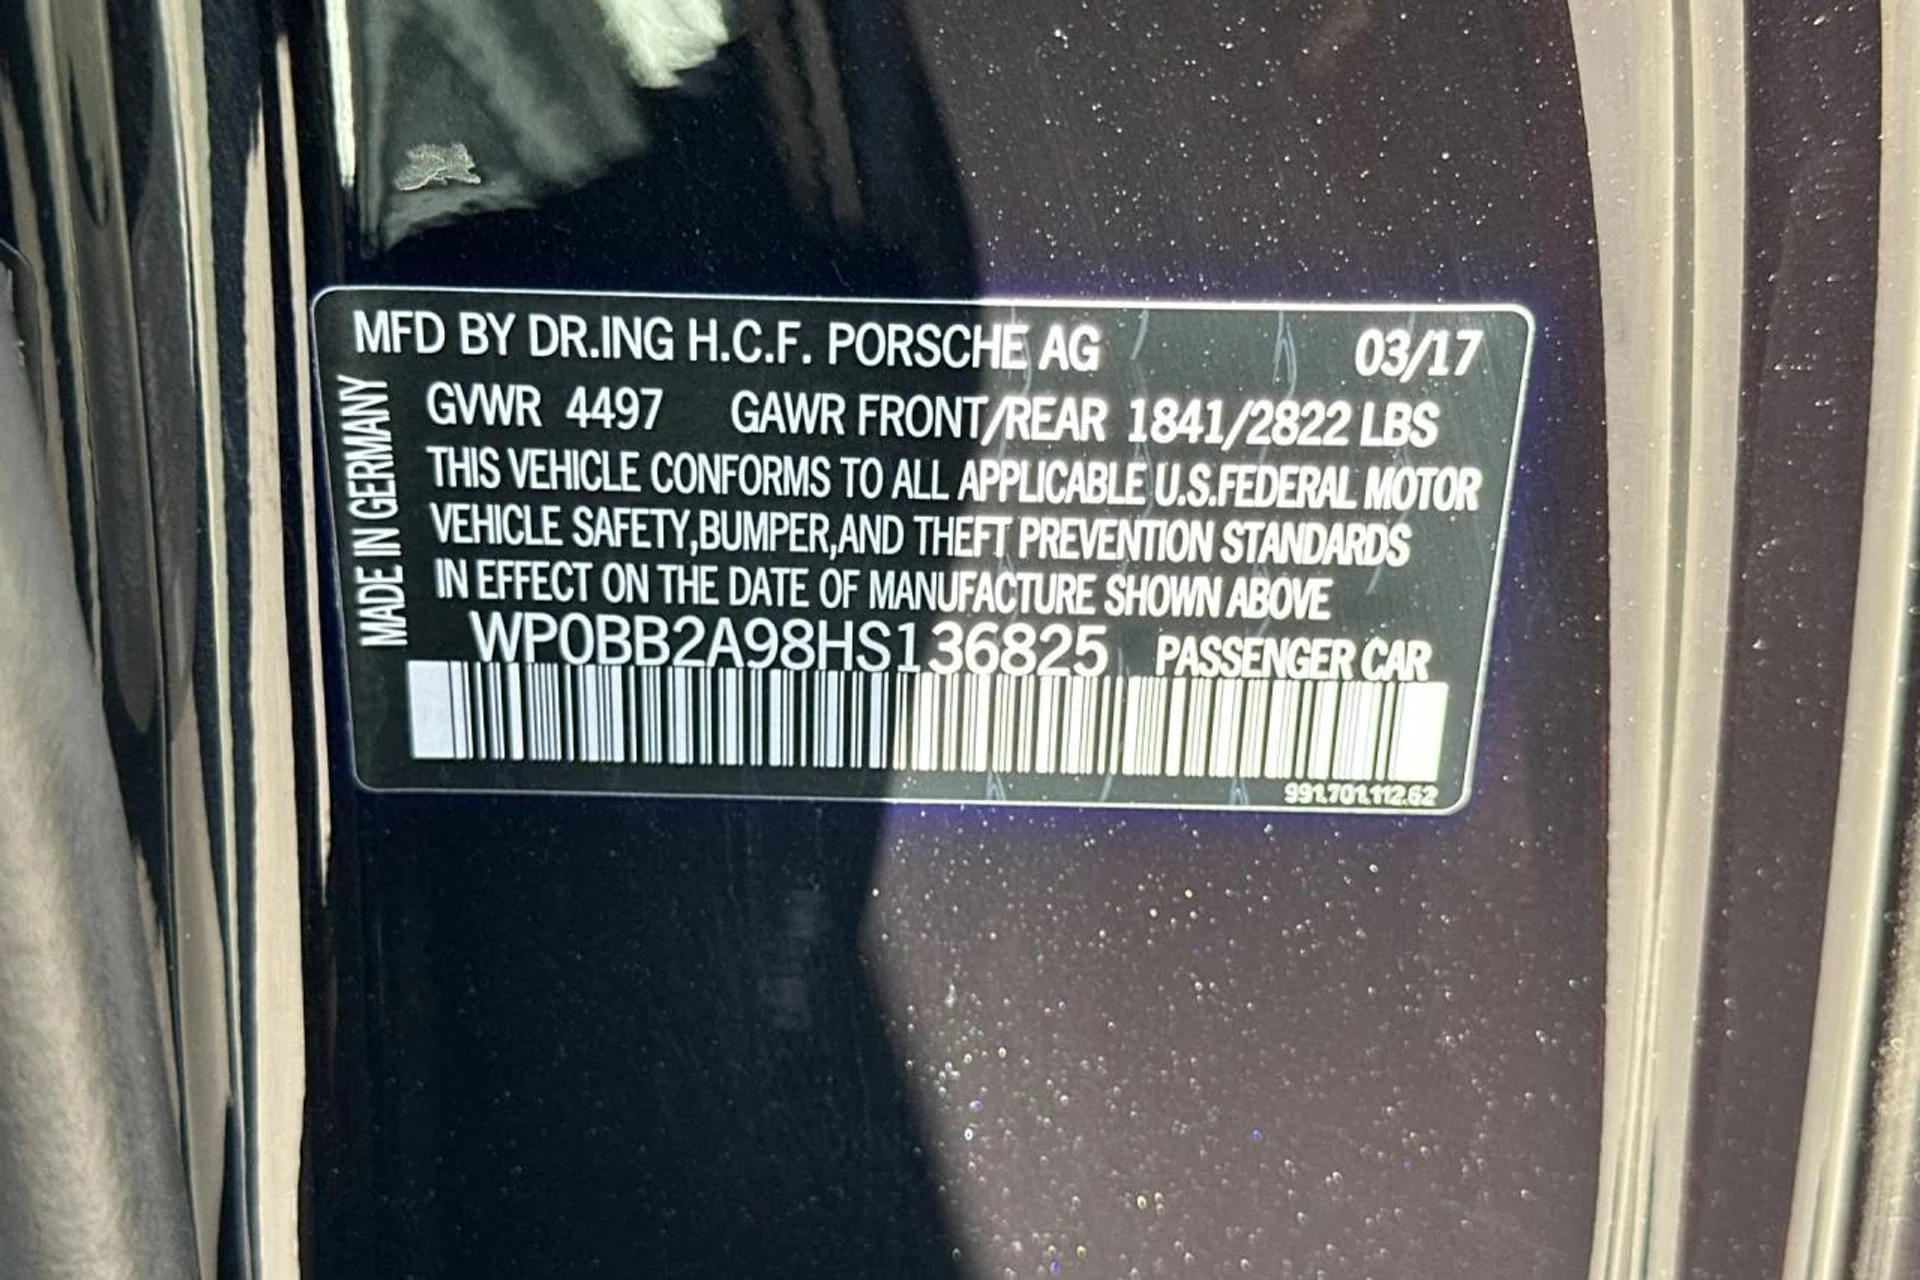 MFD BY DR.ING H.C.F. PORSCHE AG 03/17
GVWR 4497 GAWR FRONT/REAR 1841/2822 LBS
THIS VEHICLE CONFORMS TO ALL APPLICABLE U.S.FEDERAL MOTOR
VEHICLE SAFETY,BUMPER,AND THEFT PREVENTION STANDARDS
IN EFFECT ON THE DATE OF MANUFACTURE SHOWN ABOVE
WP0BB2A98HS136825 PASSENGER CAR
991.701.112.62
MADE IN GERMANY